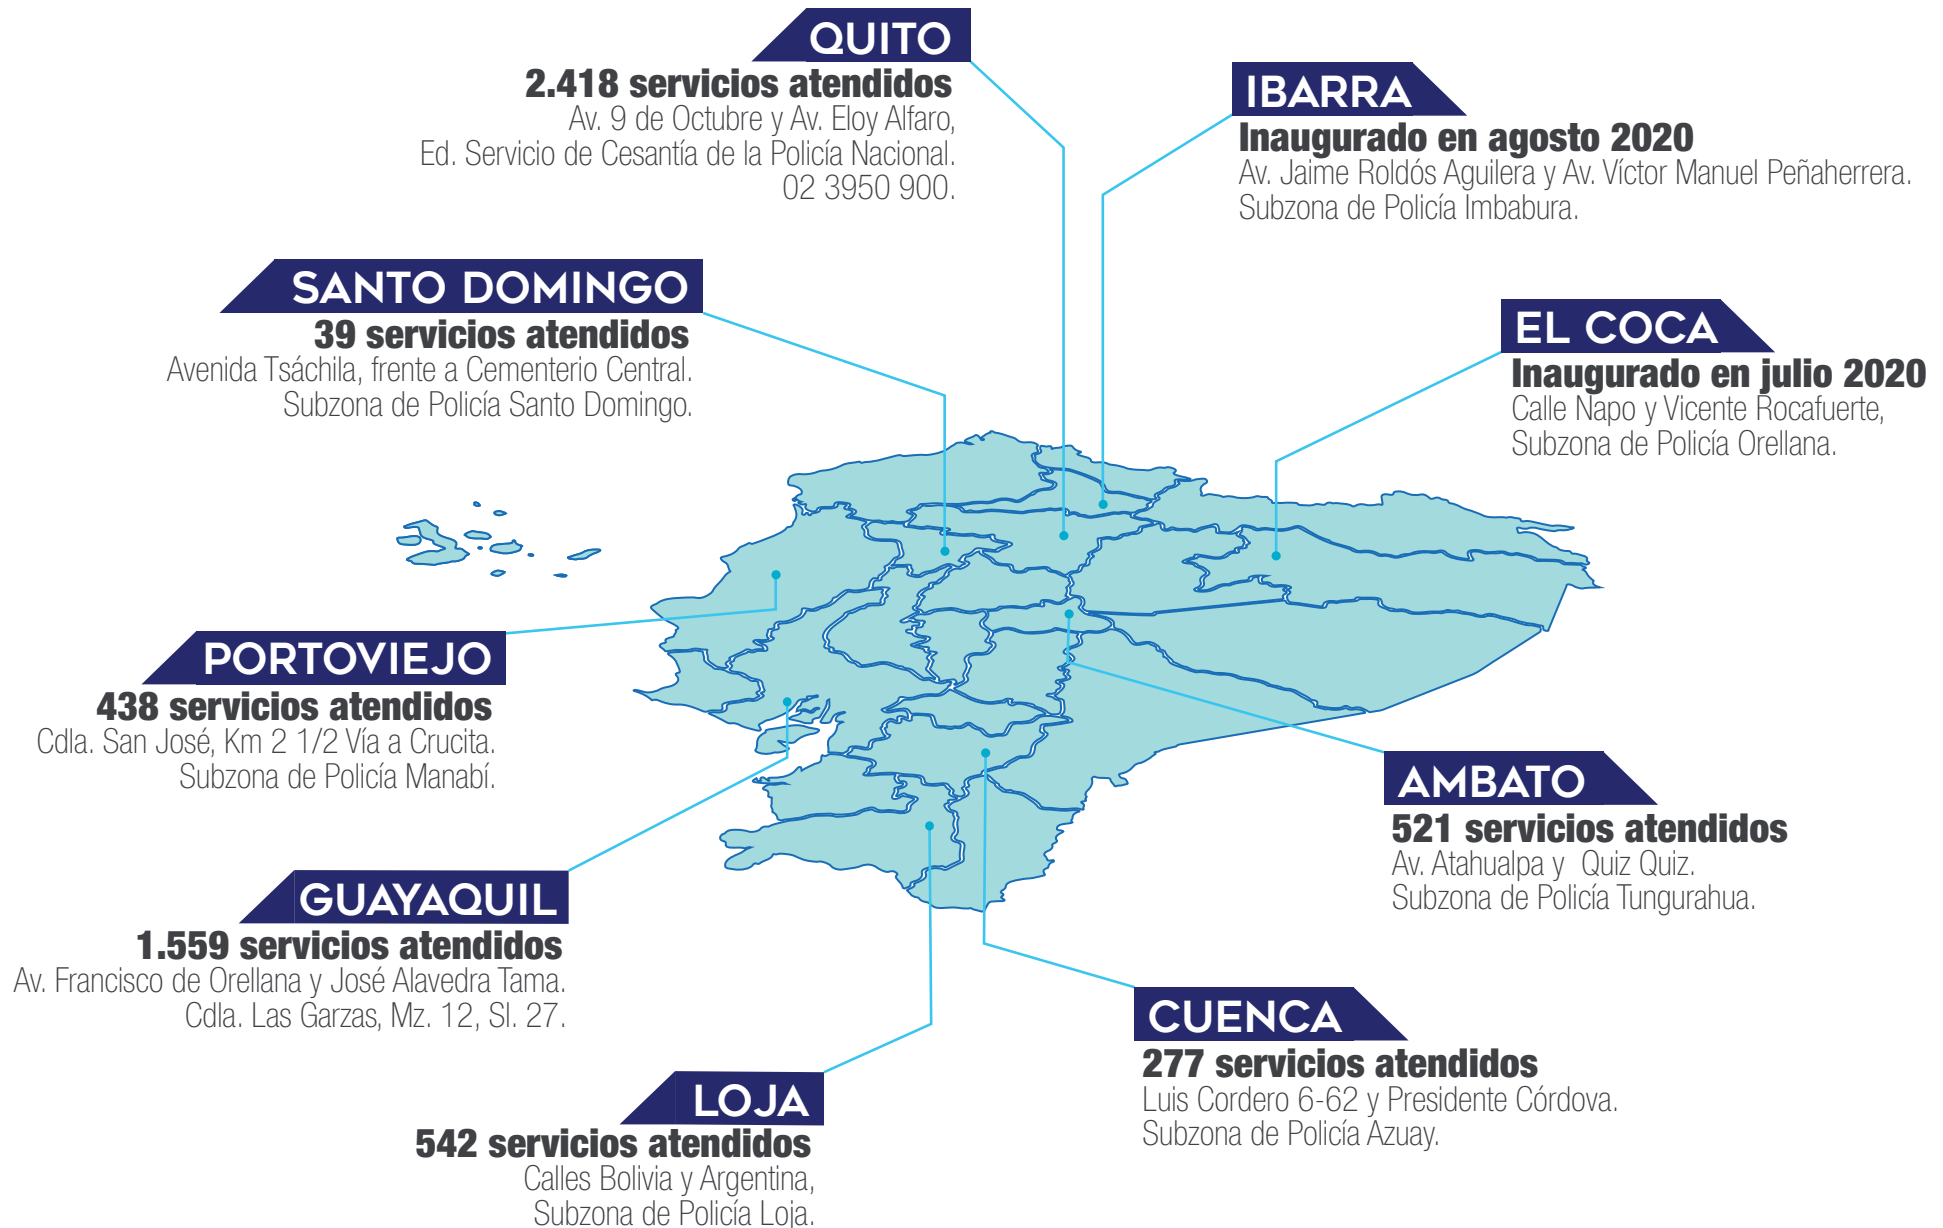 QUITO
2.418 servicios atendidos
Av. 9 de Octubre y Av. Eloy Alfaro,
Ed. Servicio de Cesantía de la Policía Nacional.
02 3950 900.
IBARRA
Inaugurado en agosto 2020
Av. Jaime Roldós Aguilera y Av. Víctor Manuel Peñaherrera.
Subzona de Policía Imbabura.
SANTO DOMINGO
39 servicios atendidos
Avenida Tsáchila, frente a Cementerio Central.
Subzona de Policía Santo Domingo.
EL COCA
Inaugurado en julio 2020
Calle Napo y Vicente Rocafuerte,
Subzona de Policía Orellana.
PORTOVIEJO
438 servicios atendidos
Cdla. San José, Km 2 1/2 Vía a Crucita.
Subzona de Policía Manabí.
AMBATO
521 servicios atendidos
Av. Atahualpa y Quiz Quiz.
Subzona de Policía Tungurahua.
GUAYAQUIL
1.559 servicios atendidos
Av. Francisco de Orellana y José Alavedra Tama.
Cdla. Las Garzas, Mz. 12, Sl. 27.
CUENCA
277 servicios atendidos
Luis Cordero 6-62 y Presidente Córdova.
Subzona de Policía Azuay.
LOJA
542 servicios atendidos
Calles Bolivia y Argentina,
Subzona de Policía Loja.